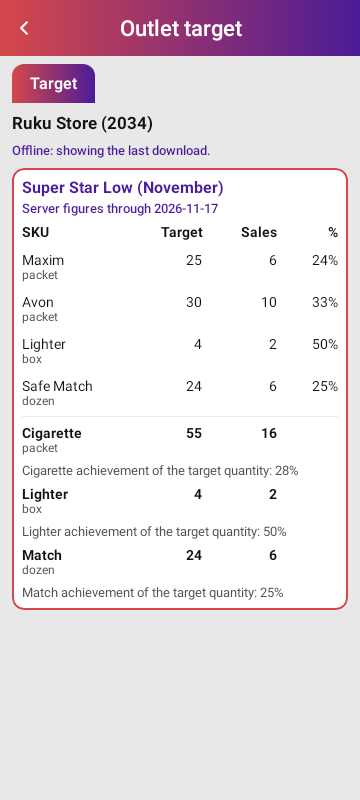 Outlet target
Target
Ruku Store (2034)
Offline: showing the last download.
Super Star Low (November)
Server figures through 2026-11-17
SKU Target Sales %
Maxim 25 6 24%
packet
Avon 30 10 33%
packet
Lighter 4 2 50%
box
Safe Match 24 6 25%
dozen
Cigarette 55 16
packet
Cigarette achievement of the target quantity: 28%
Lighter 4 2
box
Lighter achievement of the target quantity: 50%
Match 24 6
dozen
Match achievement of the target quantity: 25%